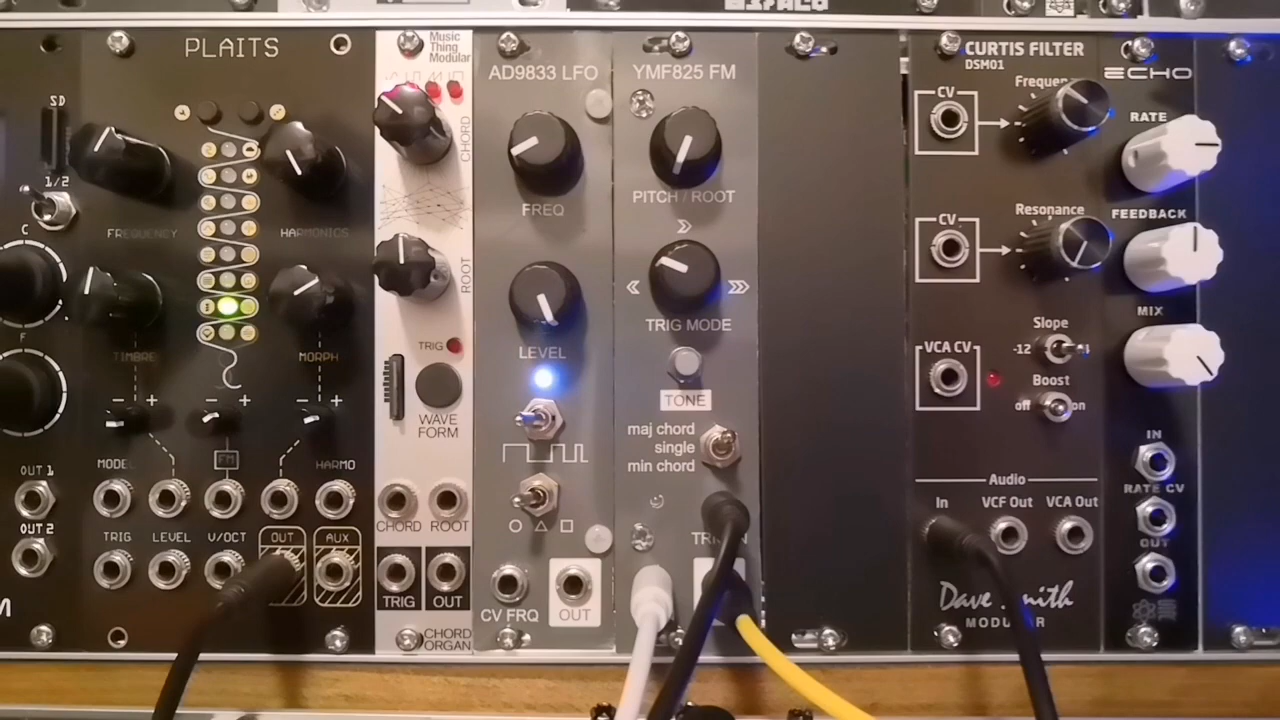 PLAITS
SD
1/2
C
F
OUT 1
OUT 2
M
FREQUENCY
HARMONICS
TIMBRE
MORPH
- +
- +
- +
FM
MODEL
HARMO
TRIG
LEVEL
V/OCT
OUT
AUX
Music
Thing
Modular
CHORD
ROOT
TRIG
WAVE
FORM
CHORD
ROOT
TRIG
OUT
CHORD
ORGAN
AD9833 LFO
FREQ
LEVEL
CV FRQ
OUT
YMF825 FM
PITCH / ROOT
TRIG MODE
TONE
maj chord
single
min chord
CURTIS FILTER
DSM01
CV
Frequency
CV
Resonance
Slope
-12
VCA CV
Boost
off
on
Audio
In
VCF Out
VCA Out
Dave Smith
MODULAR
ECHO
RATE
FEEDBACK
MIX
IN
RATE CV
OUT